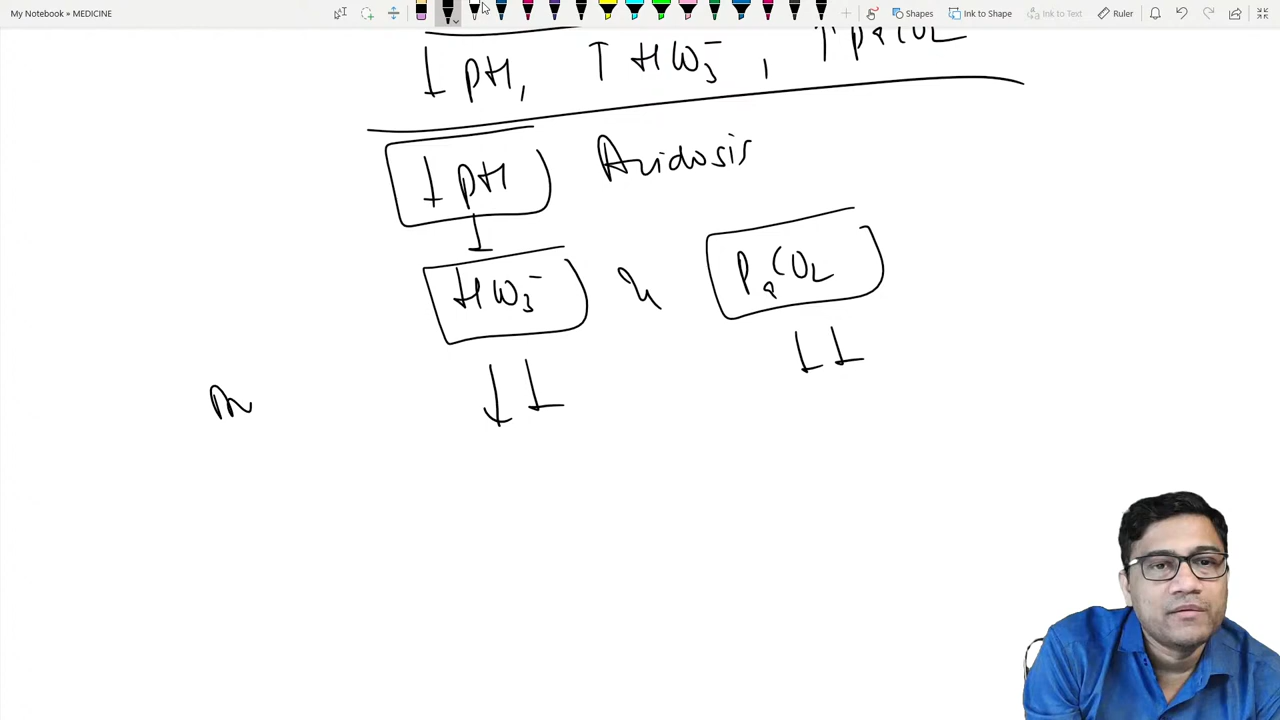 My Notebook » MEDICINE
Shapes Ink to Shape Ink to Text Ruler
↓ pH, ↑ HCO3⁻, ↑ PaCO2
↓ pH Acidosis
↓
HCO3⁻ PaCO2
↓↓ ↓↓